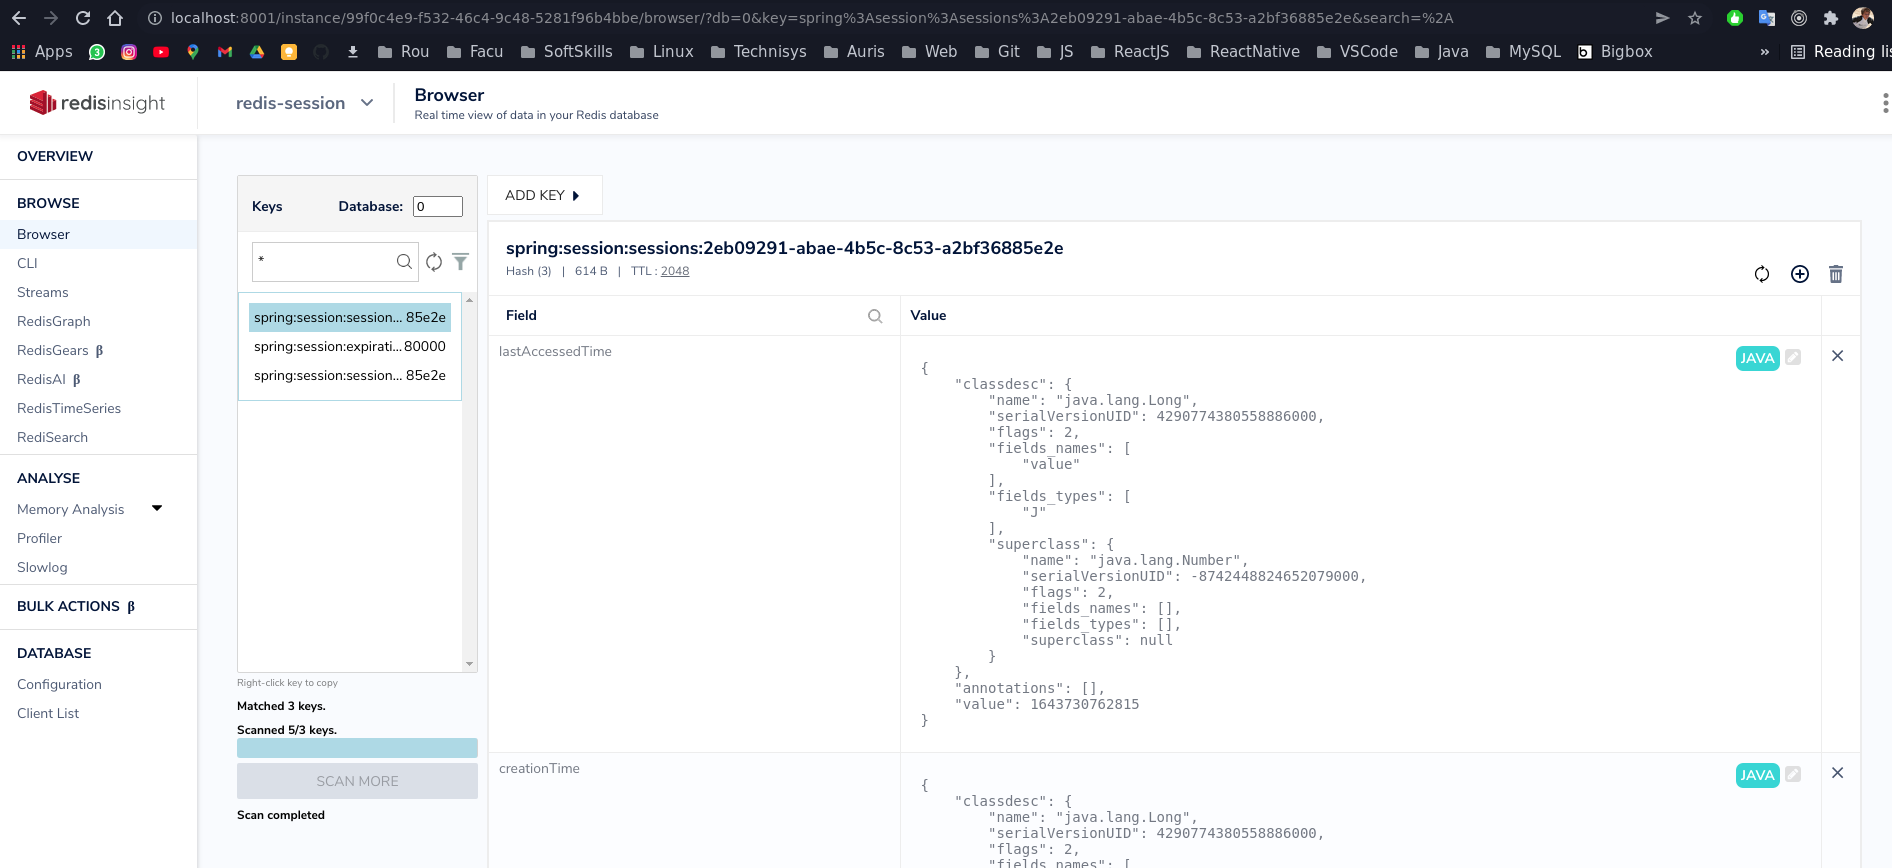 localhost:8001/instance/99f0c4e9-f532-46c4-9c48-5281f96b4bbe/browser/?db=0&key=spring%3Asession%3Asessions%3A2eb09291-abae-4b5c-8c53-a2bf36885e2e&search=%2A
Apps 3 Rou Facu SoftSkills Linux Technisys Auris Web Git JS ReactJS ReactNative VSCode Java MySQL b Bigbox » Reading lis
redisinsight
redis-session
Browser
Real time view of data in your Redis database
OVERVIEW
BROWSE
Browser
CLI
Streams
RedisGraph
RedisGears β
RedisAI β
RedisTimeSeries
RediSearch
ANALYSE
Memory Analysis
Profiler
Slowlog
BULK ACTIONS β
DATABASE
Configuration
Client List
Keys Database: 0
*
spring:session:session... 85e2e
spring:session:expirati... 80000
spring:session:session... 85e2e
Right-click key to copy
Matched 3 keys.
Scanned 5/3 keys.
SCAN MORE
Scan completed
ADD KEY
spring:session:sessions:2eb09291-abae-4b5c-8c53-a2bf36885e2e
Hash (3) | 614 B | TTL : 2048
Field Value
lastAccessedTime
JAVA
{
"classdesc": {
"name": "java.lang.Long",
"serialVersionUID": 4290774380558886000,
"flags": 2,
"fields_names": [
"value"
],
"fields_types": [
"J"
],
"superclass": {
"name": "java.lang.Number",
"serialVersionUID": -8742448824652079000,
"flags": 2,
"fields_names": [],
"fields_types": [],
"superclass": null
}
},
"annotations": [],
"value": 1643730762815
}
creationTime
JAVA
{
"classdesc": {
"name": "java.lang.Long",
"serialVersionUID": 4290774380558886000,
"flags": 2,
"fields_names": [